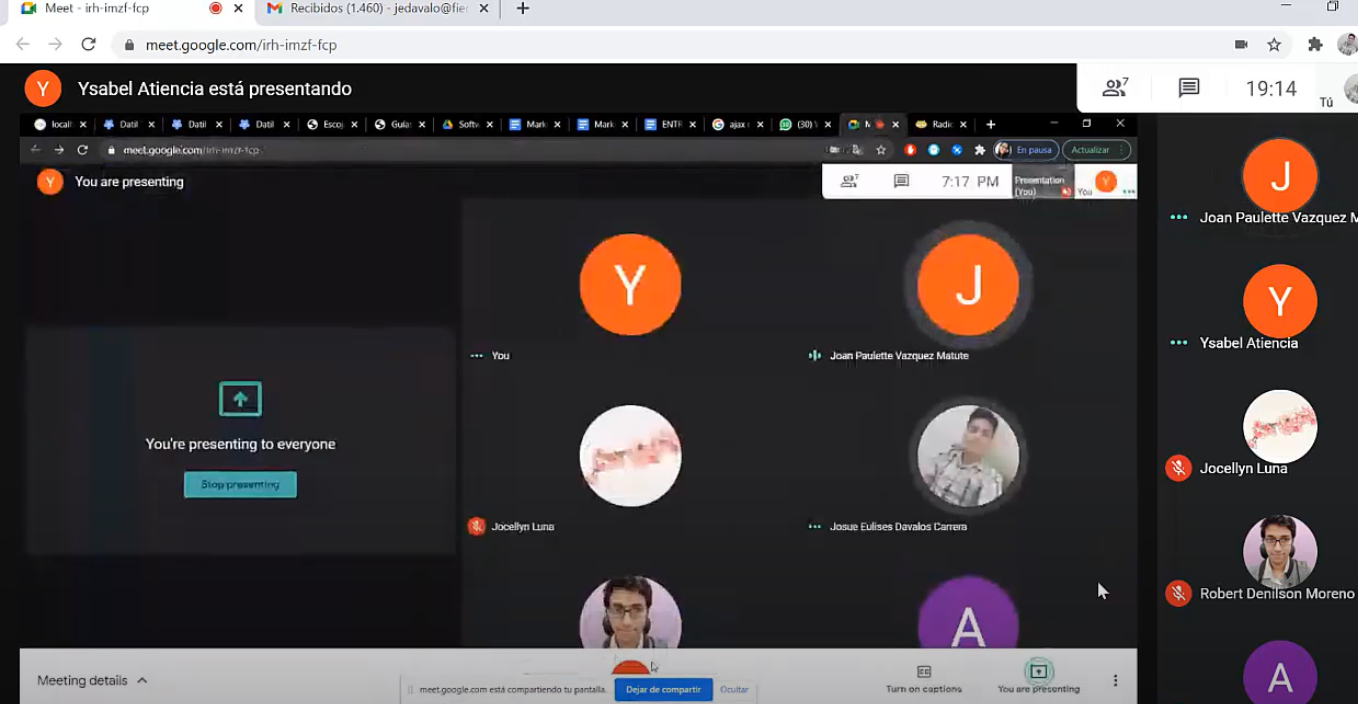 Meet - irh-imzf-fcp
Recibidos (1.460) - jedavalo@fie
meet.google.com/irh-imzf-fcp
Y Ysabel Atiencia está presentando
7
19:14
Tú
local
Datil
Datil
Datil
Escoj
Guías
Softw
Mark
Mark
ENTR
ajax
(30)
Radio
meet.google.com/irh-imzf-fcp
En pausa
Actualizar
Y You are presenting
7
7:17 PM
Presentation
(You)
Y
You
Y
You
J
Joan Paulette Vazquez Matute
You're presenting to everyone
Stop presenting
Jocellyn Luna
Josue Eulises Davalos Carrera
A
Meeting details
meet.google.com está compartiendo tu pantalla.
Dejar de compartir
Ocultar
Turn on captions
You are presenting
J
Joan Paulette Vazquez M
Y
Ysabel Atiencia
Jocellyn Luna
Robert Denilson Moreno
A